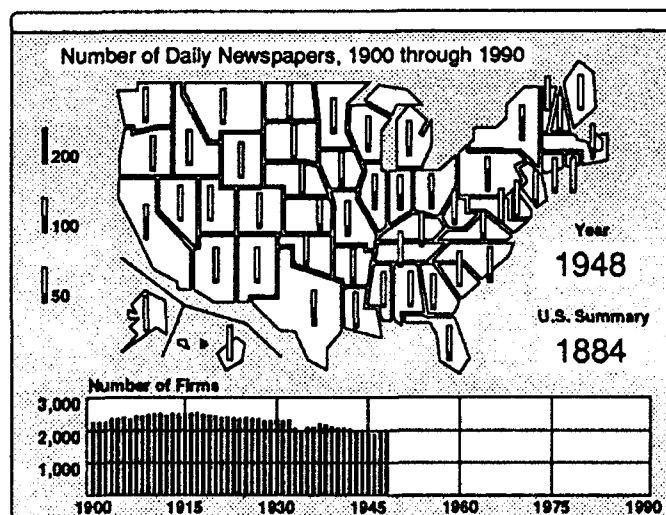 Number of Daily Newspapers, 1900 through 1990
200
100
50
Year
1948
U.S. Summary
1884
Number of Firms
3,000
2,000
1,000
1900 1915 1930 1945 1960 1975 1990